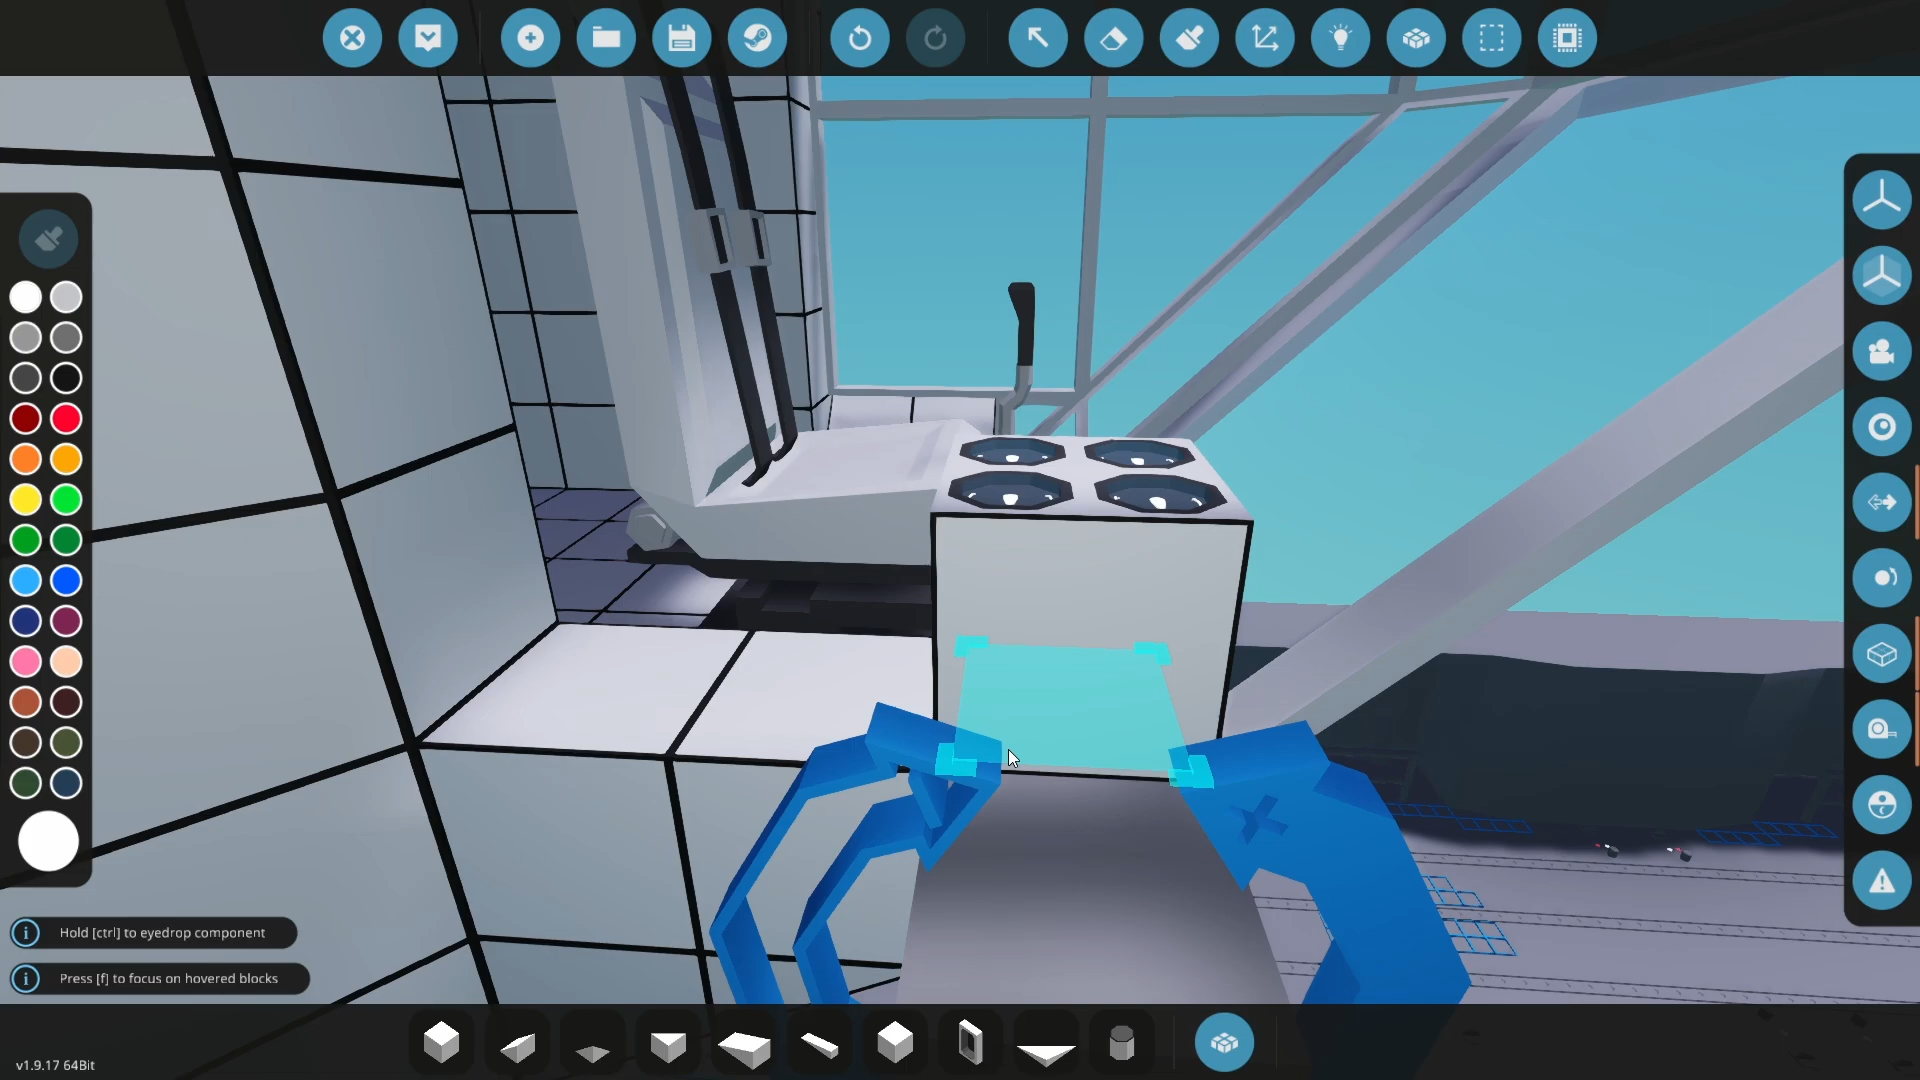 Hold [ctrl] to eyedrop component
Press [f] to focus on hovered blocks
v1.9.17 64Bit